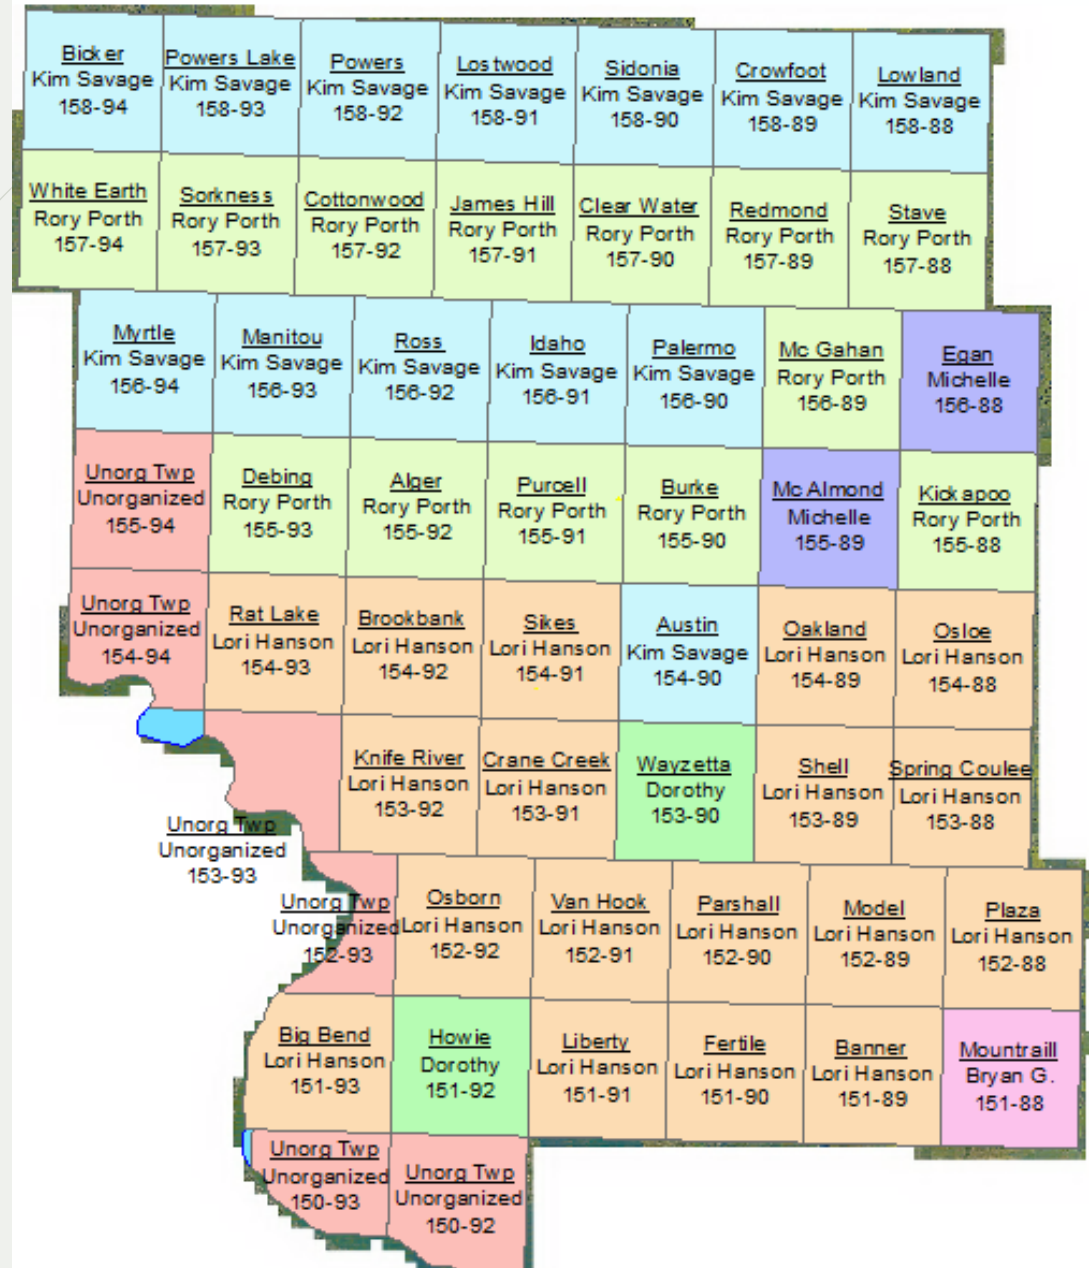 Bicker
Kim Savage
158-94
Powers Lake
Kim Savage
158-93
Powers
Kim Savage
158-92
Lostwood
Kim Savage
158-91
Sidonia
Kim Savage
158-90
Crowfoot
Kim Savage
158-89
Lowland
Kim Savage
158-88
White Earth
Rory Porth
157-94
Sorkness
Rory Porth
157-93
Cottonwood
Rory Porth
157-92
James Hill
Rory Porth
157-91
Clear Water
Rory Porth
157-90
Redmond
Rory Porth
157-89
Stave
Rory Porth
157-88
Myrtle
Kim Savage
156-94
Manitou
Kim Savage
156-93
Ross
Kim Savage
156-92
Idaho
Kim Savage
156-91
Palermo
Kim Savage
156-90
Mc Gahan
Rory Porth
156-89
Egan
Michelle
156-88
Unorg Twp
Unorganized
155-94
Debing
Rory Porth
155-93
Alger
Rory Porth
155-92
Purcell
Rory Porth
155-91
Burke
Rory Porth
155-90
Mc Almond
Michelle
155-89
Kickapoo
Rory Porth
155-88
Unorg Twp
Unorganized
154-94
Rat Lake
Lori Hanson
154-93
Brookbank
Lori Hanson
154-92
Sikes
Lori Hanson
154-91
Austin
Kim Savage
154-90
Oakland
Lori Hanson
154-89
Osloe
Lori Hanson
154-88
Unorg Twp
Unorganized
153-93
Knife River
Lori Hanson
153-92
Crane Creek
Lori Hanson
153-91
Wayzetta
Dorothy
153-90
Shell
Lori Hanson
153-89
Spring Coulee
Lori Hanson
153-88
Unorg Twp
Unorganized
152-93
Osborn
Lori Hanson
152-92
Van Hook
Lori Hanson
152-91
Parshall
Lori Hanson
152-90
Model
Lori Hanson
152-89
Plaza
Lori Hanson
152-88
Big Bend
Lori Hanson
151-93
Howie
Dorothy
151-92
Liberty
Lori Hanson
151-91
Fertile
Lori Hanson
151-90
Banner
Lori Hanson
151-89
Mountraill
Bryan G.
151-88
Unorg Twp
Unorganized
150-93
Unorg Twp
Unorganized
150-92